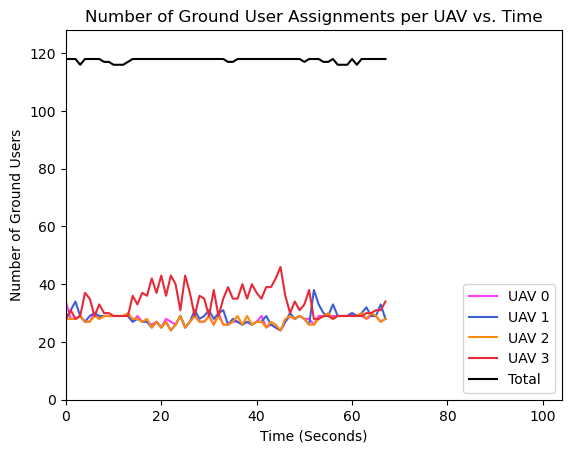 Number of Ground User Assignments per UAV vs. Time
Number of Ground Users
120
100
80
60
40
20
0
0 20 40 60 80 100
Time (Seconds)
UAV 0
UAV 1
UAV 2
UAV 3
Total